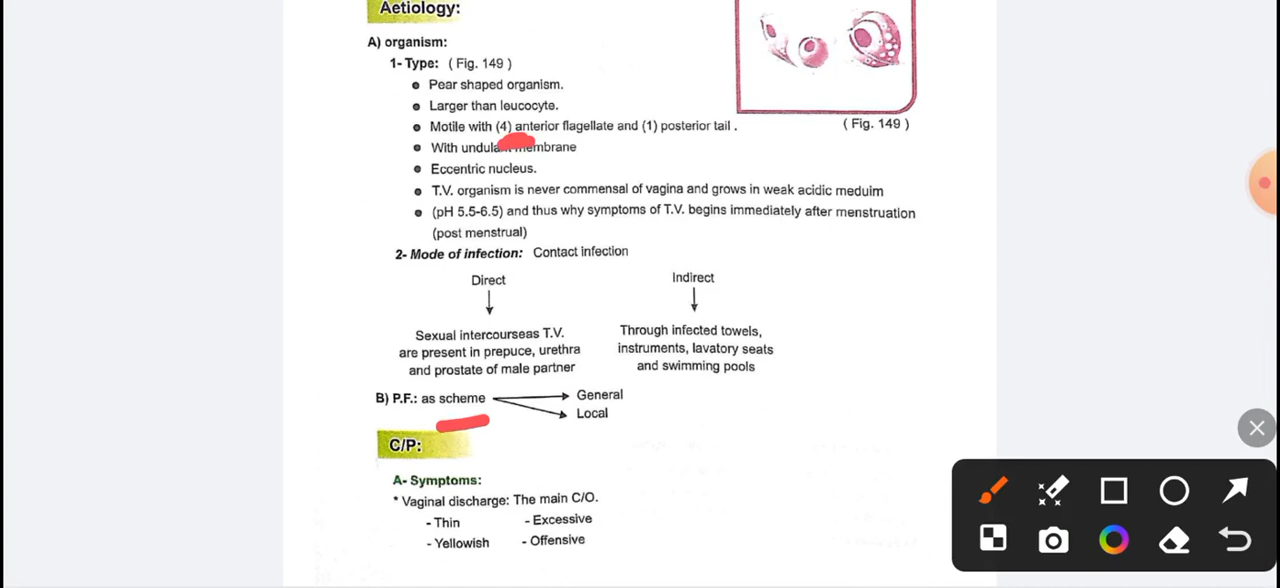 Aetiology:
A) organism:
1- Type: ( Fig. 149 )
Pear shaped organism.
Larger than leucocyte.
Motile with (4) anterior flagellate and (1) posterior tail .
( Fig. 149 )
With undulant membrane
Eccentric nucleus.
T.V. organism is never commensal of vagina and grows in weak acidic meduim
(pH 5.5-6.5) and thus why symptoms of T.V. begins immediately after menstruation
(post menstrual)
2- Mode of infection: Contact infection
Direct
Sexual intercourseas T.V.
are present in prepuce, urethra
and prostate of male partner
Indirect
Through infected towels,
instruments, lavatory seats
and swimming pools
B) P.F.: as scheme
General
Local
C/P:
A- Symptoms:
* Vaginal discharge: The main C/O.
- Thin - Excessive
- Yellowish - Offensive